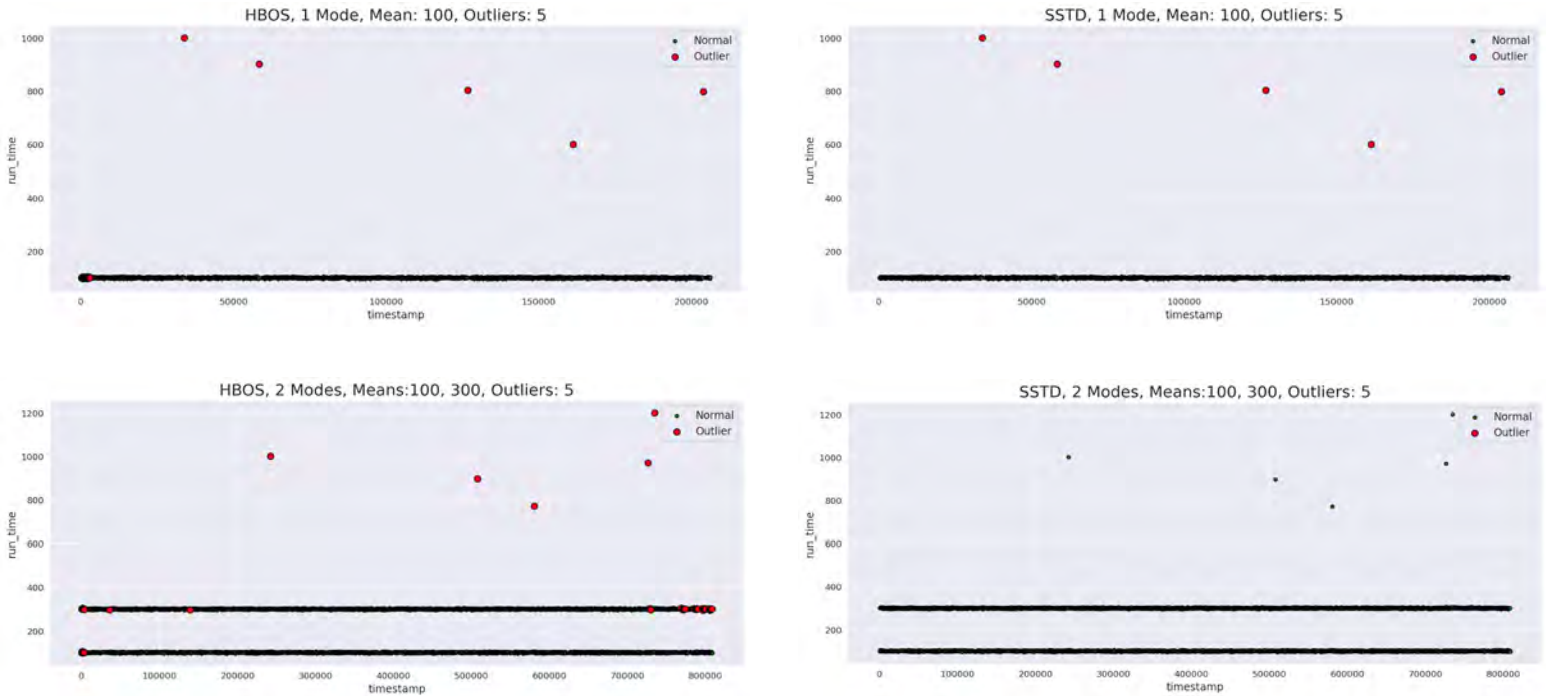 HBOS, 1 Mode, Mean: 100, Outliers: 5
Normal
Outlier
1000
800
600
400
200
run_time
0
50000
100000
150000
200000
timestamp
SSTD, 1 Mode, Mean: 100, Outliers: 5
Normal
Outlier
1000
800
600
400
200
run_time
0
50000
100000
150000
200000
timestamp
HBOS, 2 Modes, Means:100, 300, Outliers: 5
Normal
Outlier
1200
1000
800
600
400
200
run_time
0
100000
200000
300000
400000
500000
600000
700000
800000
timestamp
SSTD, 2 Modes, Means:100, 300, Outliers: 5
Normal
Outlier
1200
1000
800
600
400
200
run_time
0
100000
200000
300000
400000
500000
600000
700000
800000
timestamp